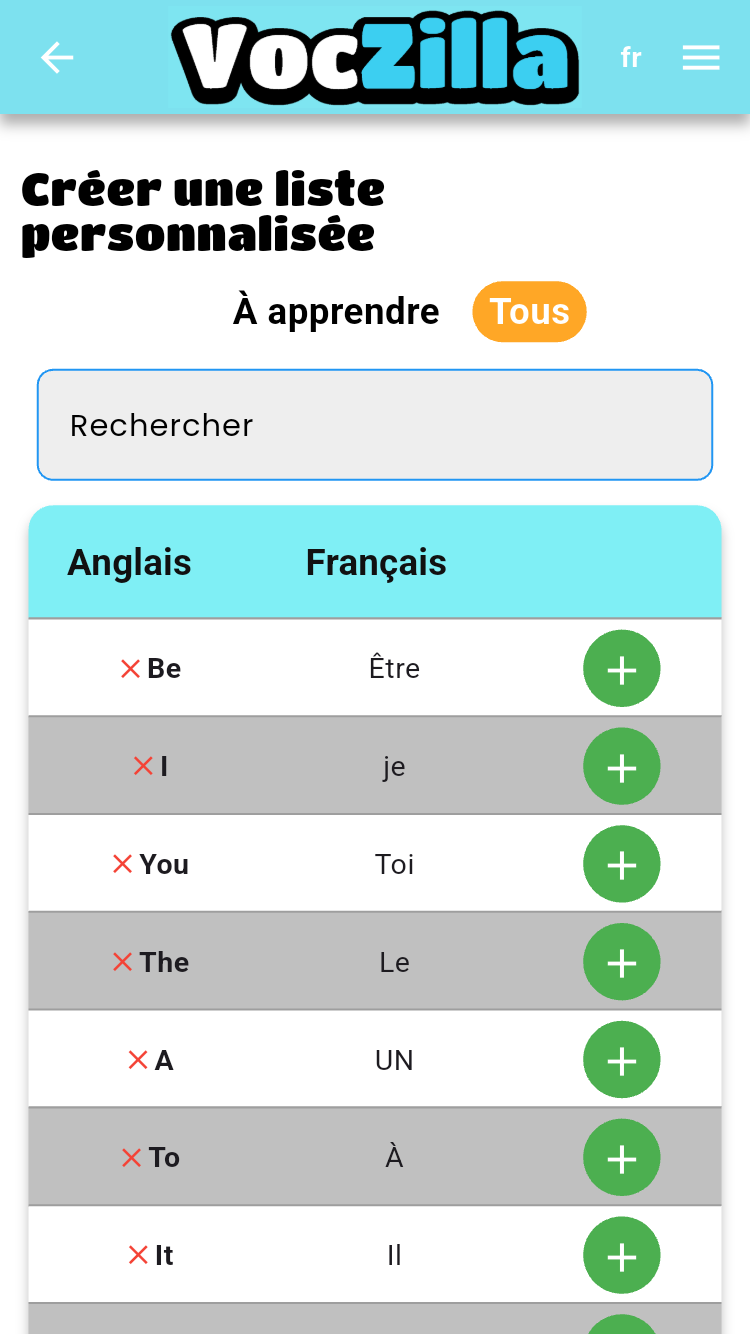 VocZilla
fr
Créer une liste
personnalisée
À apprendre Tous
Rechercher
Anglais Français
Be Être
I je
You Toi
The Le
A UN
To À
It Il